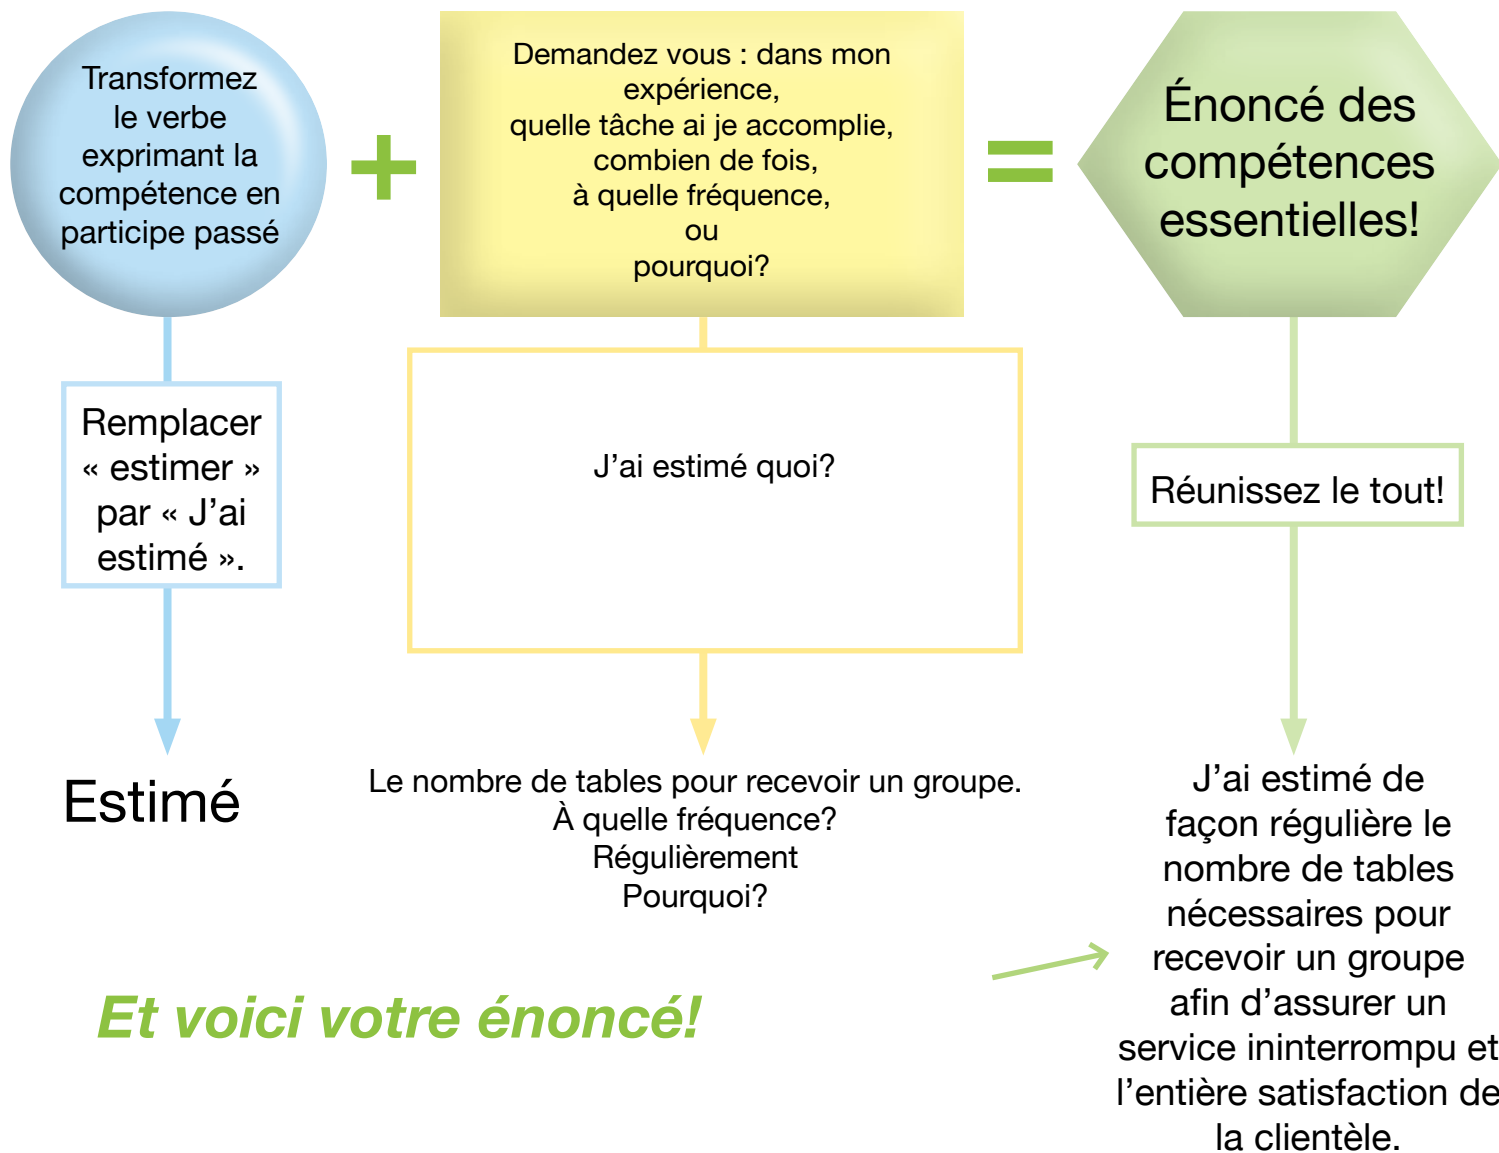 Transformez
le verbe
exprimant la
compétence en
participe passé
+
Demandez vous : dans mon
expérience,
quelle tâche ai je accomplie,
combien de fois,
à quelle fréquence,
ou
pourquoi?
=
Énoncé des
compétences
essentielles!
Remplacer
« estimer »
par « J’ai
estimé ».
J’ai estimé quoi?
Réunissez le tout!
Estimé
Le nombre de tables pour recevoir un groupe.
À quelle fréquence?
Régulièrement
Pourquoi?
J’ai estimé de
façon régulière le
nombre de tables
nécessaires pour
recevoir un groupe
afin d’assurer un
service ininterrompu et
l’entière satisfaction de
la clientèle.
Et voici votre énoncé!